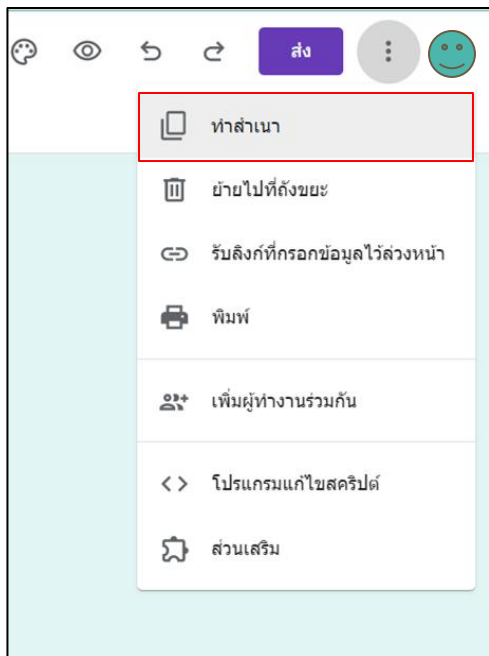 ส่ง
ทำสำเนา
ย้ายไปที่ถังขยะ
รับลิงก์ที่กรอกข้อมูลไว้ล่วงหน้า
พิมพ์
เพิ่มผู้ทำงานร่วมกัน
โปรแกรมแก้ไขสคริปต์
ส่วนเสริม